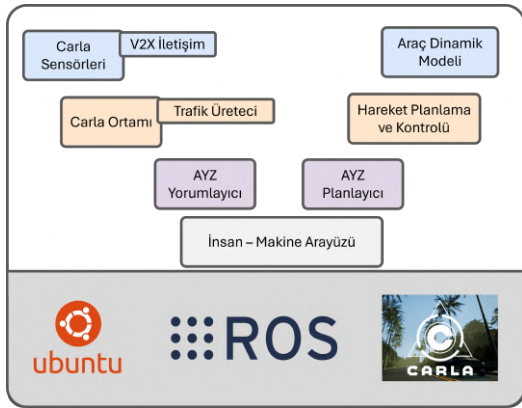 Carla
Sensörleri
V2X İletişim
Araç Dinamik
Modeli
Carla Ortamı
Trafik Üreteci
Hareket Planlama
ve Kontrolü
AYZ
Yorumlayıcı
AYZ
Planlayıcı
İnsan – Makine Arayüzü
ubuntu
ROS
CARLA